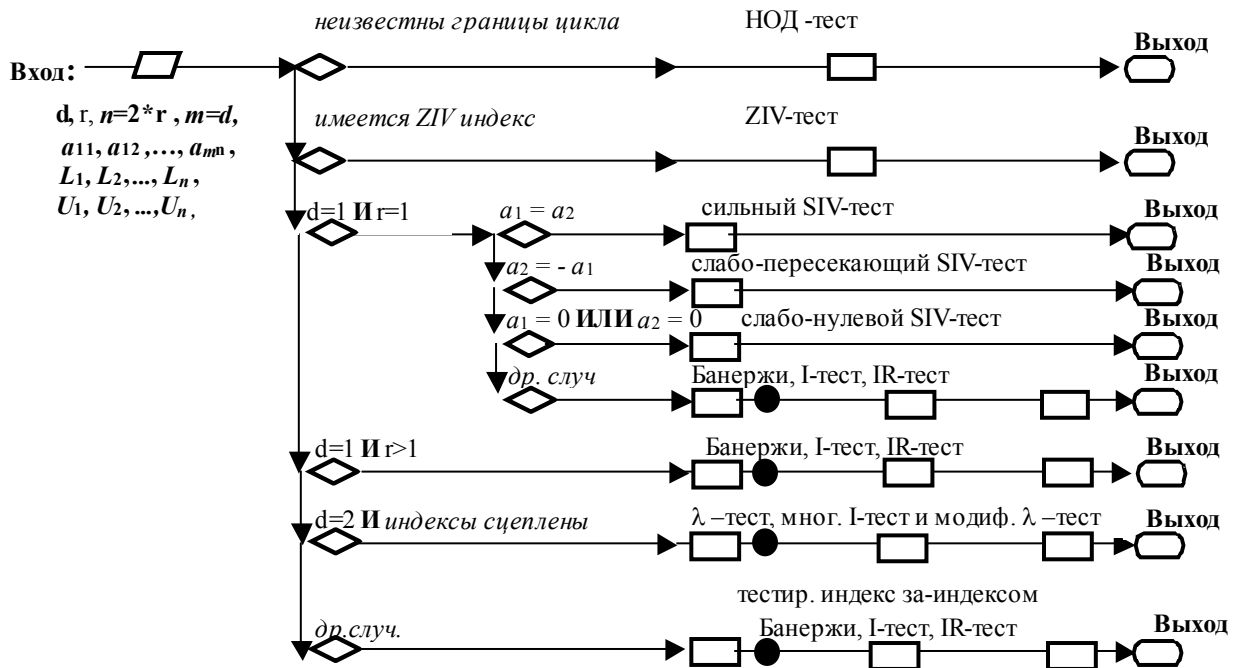 неизвестны границы цикла НОД -тест
Выход
Вход:
d, r, n=2*r , m=d,
a11, a12 ,…, amn ,
L1, L2,..., Ln ,
U1, U2, ...,Un ,
имеется ZIV индекс ZIV-тест
Выход
d=1 И r=1 a1 = a2 сильный SIV-тест
Выход
a2 = - a1 слабо-пересекающий SIV-тест
Выход
a1 = 0 ИЛИ a2 = 0 слабо-нулевой SIV-тест
Выход
др. случ Банержи, I-тест, IR-тест
Выход
d=1 И r>1 Банержи, I-тест, IR-тест
Выход
d=2 И индексы сцеплены λ –тест, мног. I-тест и модиф. λ –тест
Выход
тестир. индекс за-индексом
др.случ. Банержи, I-тест, IR-тест
Выход